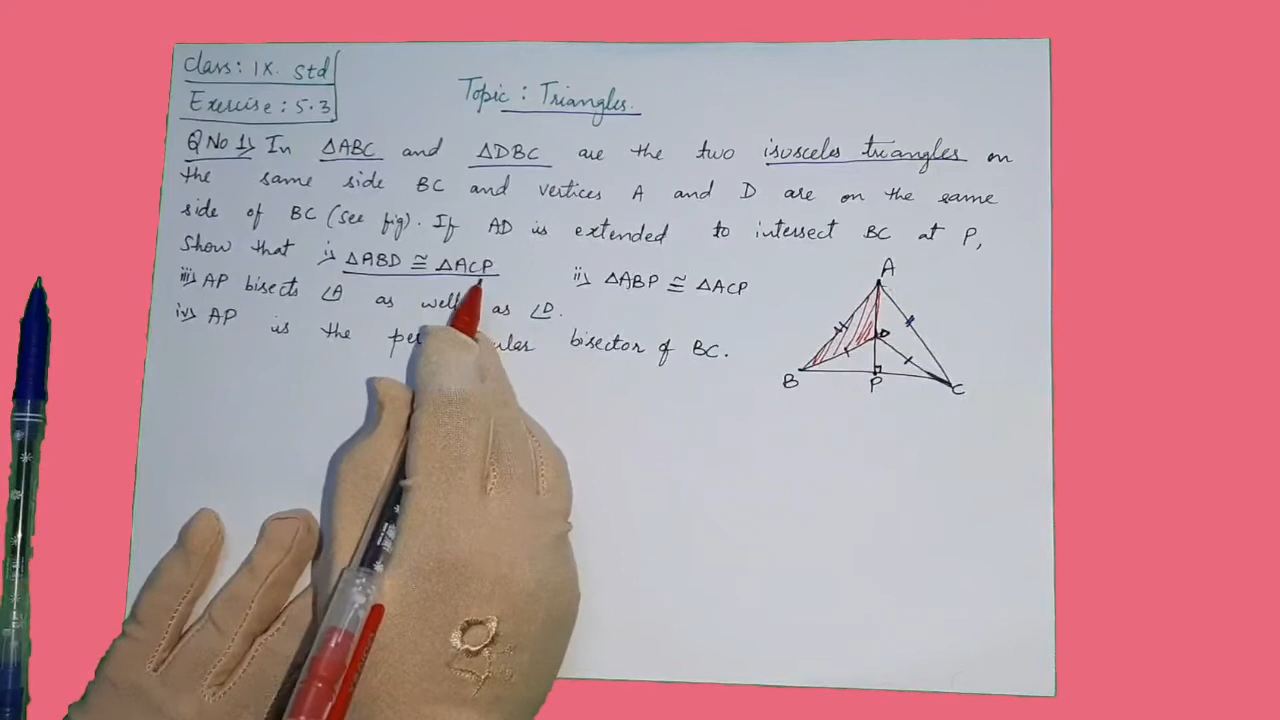 Class: IX. Std
Exercise: 5.3
Topic: Triangles.
Q No 1) In ΔABC and ΔDBC are the two isosceles triangles on
the same side BC and vertices A and D are on the same
side of BC (see fig). If AD is extended to intersect BC at P,
Show that i) ΔABD ≅ ΔACP ii) ΔABP ≅ ΔACP
iii) AP bisects ∠A as well as ∠D.
iv) AP is the bisector of BC.
A
D
B
P
C